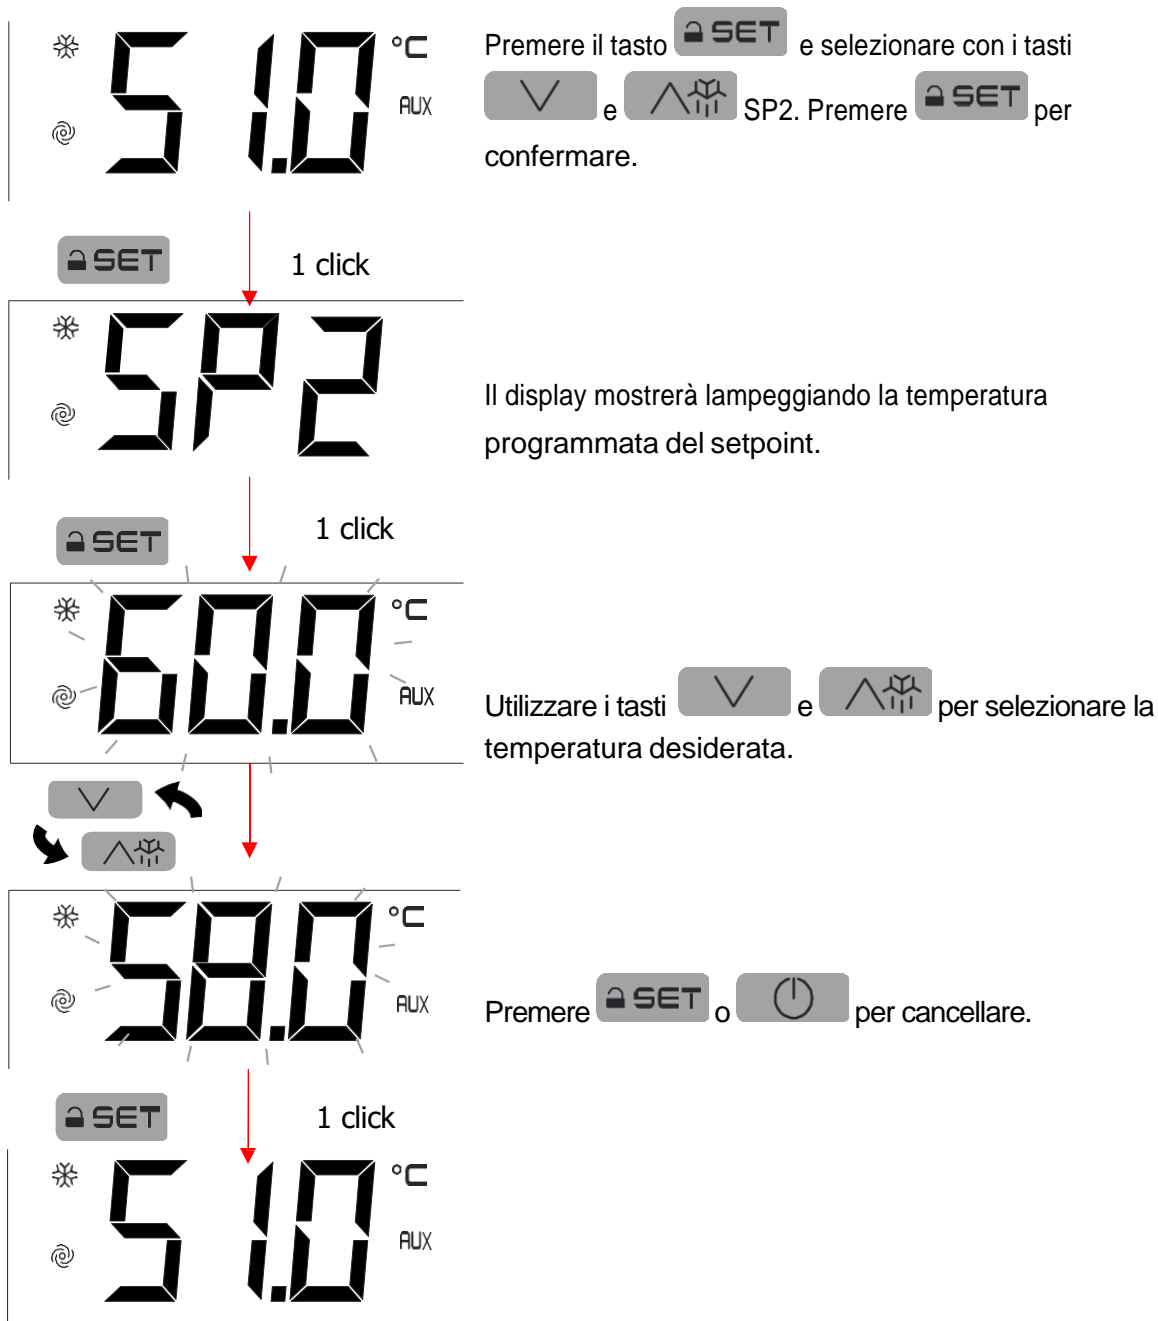 51.0 °C
AUX
Premere il tasto SET e selezionare con i tasti
e SP2. Premere SET per
confermare.
SET 1 click
SP2
Il display mostrerà lampeggiando la temperatura
programmata del setpoint.
SET 1 click
60.0 °C
AUX
Utilizzare i tasti e per selezionare la
temperatura desiderata.
58.0 °C
AUX
Premere SET o per cancellare.
SET 1 click
51.0 °C
AUX